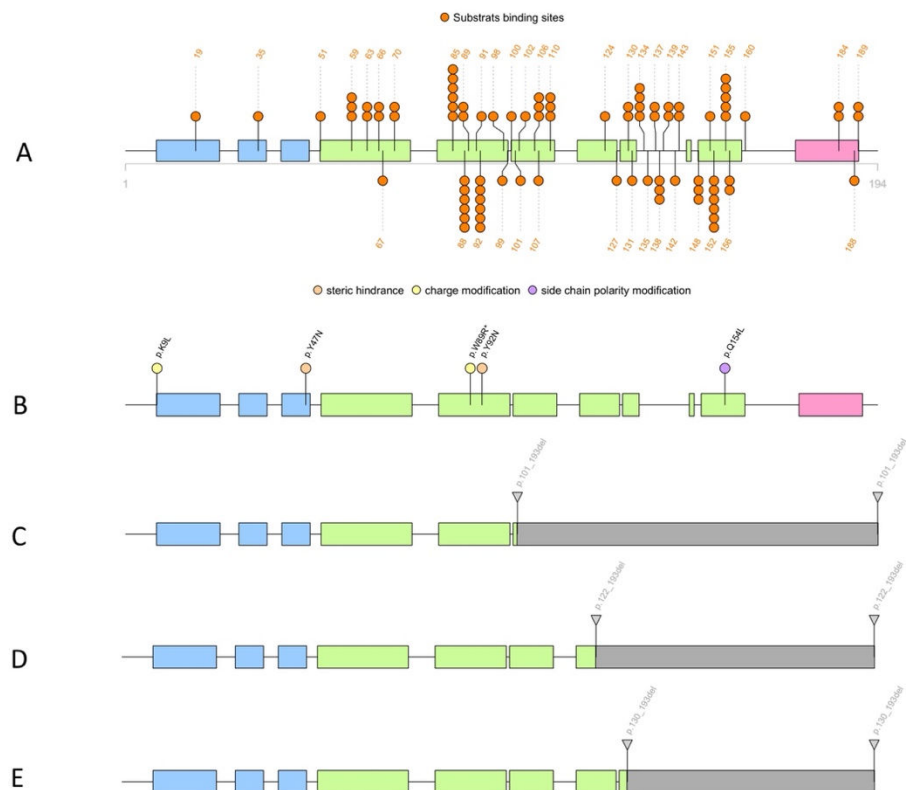 Substrats binding sites
19 35 51 59 63 66 70 85 89 91 98 100 102 106 110 124 130 134 137 139 143 151 155 160 184 189
A
1 194
67 88 92 99 101 107 127 131 135 138 142 148 152 156 188
steric hindrance charge modification side chain polarity modification
p.K9L p.Y47N p.W89R* p.Y92N p.Q154L
B
p.101_193del p.101_193del
C
p.122_193del p.122_193del
D
p.130_193del p.130_193del
E